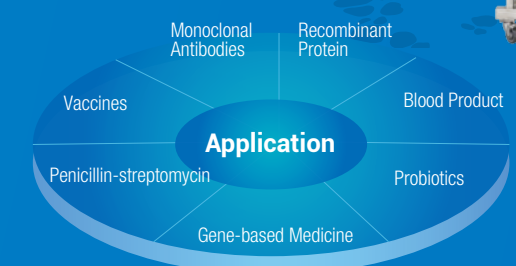 Monoclonal
Antibodies
Recombinant
Protein
Vaccines
Blood Product
Application
Penicillin-streptomycin
Probiotics
Gene-based Medicine